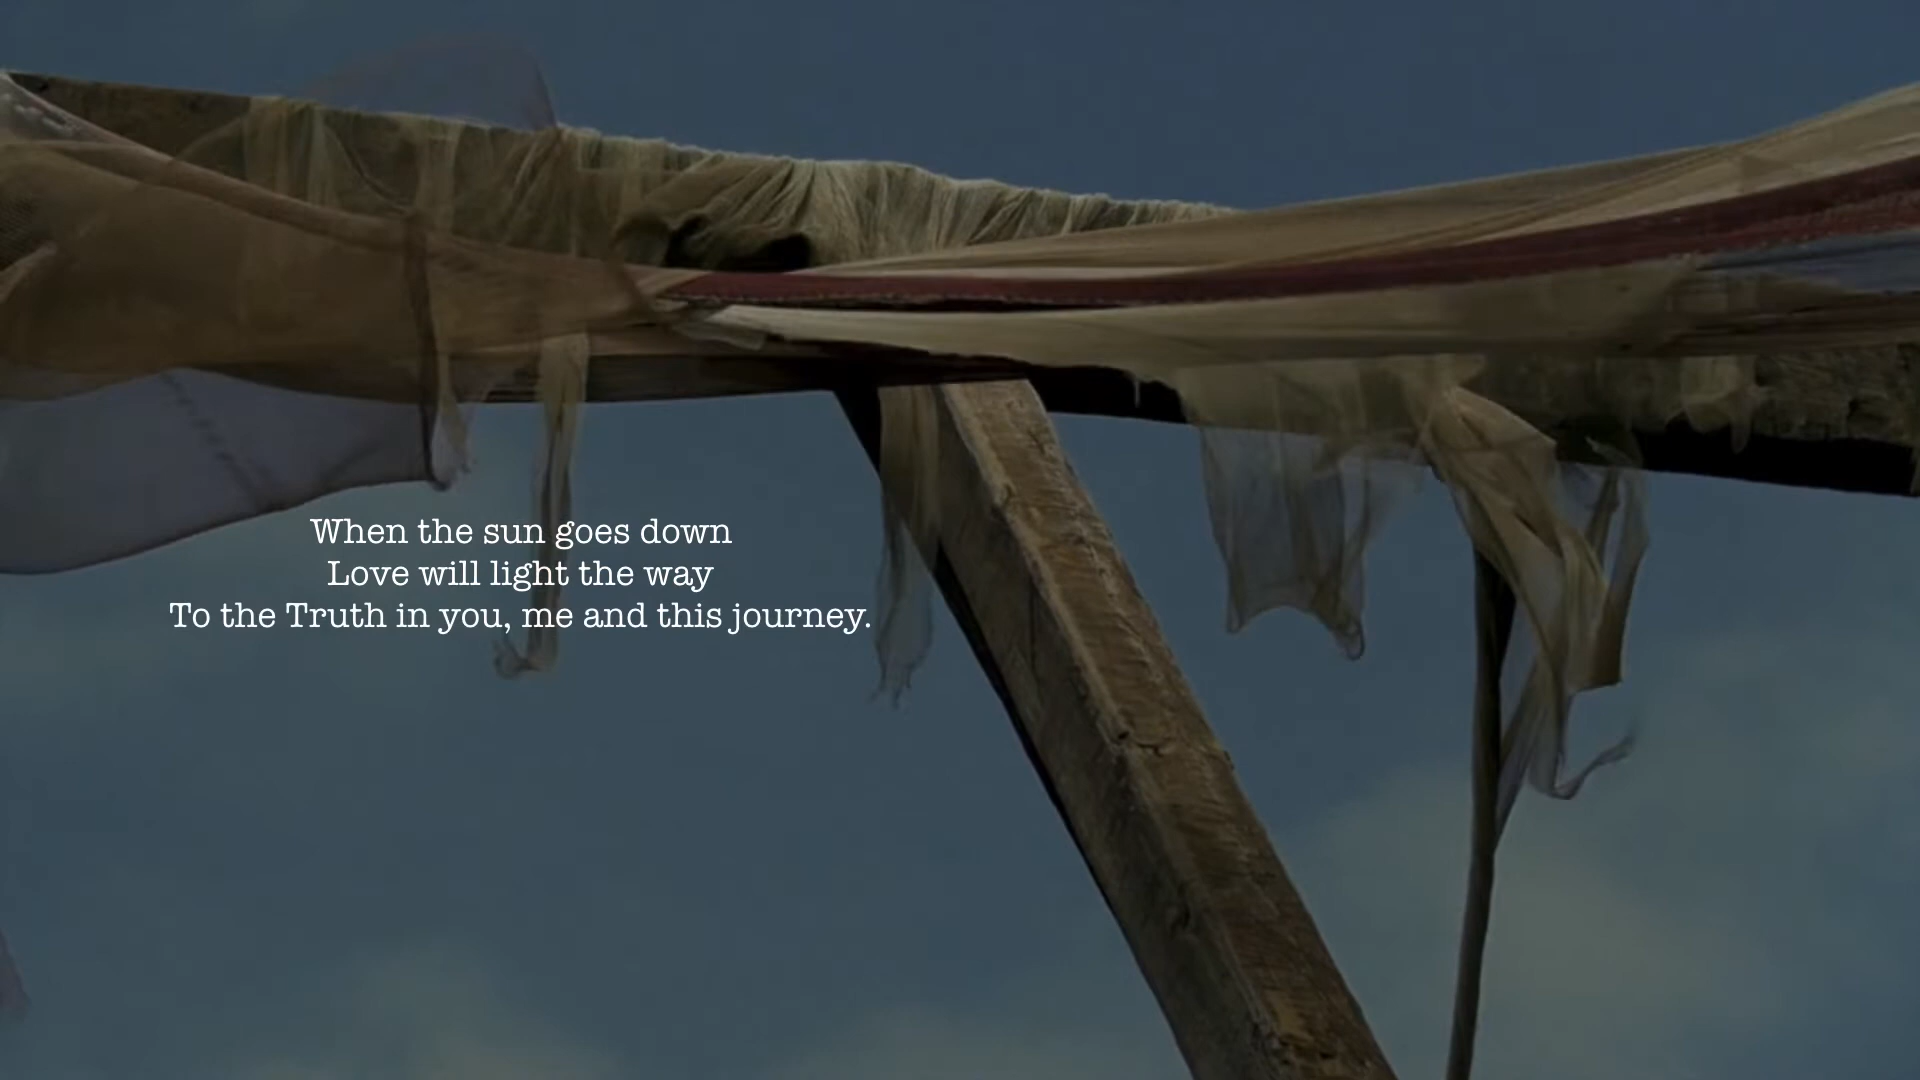 When the sun goes down
Love will light the way
To the Truth in you, me and this journey.